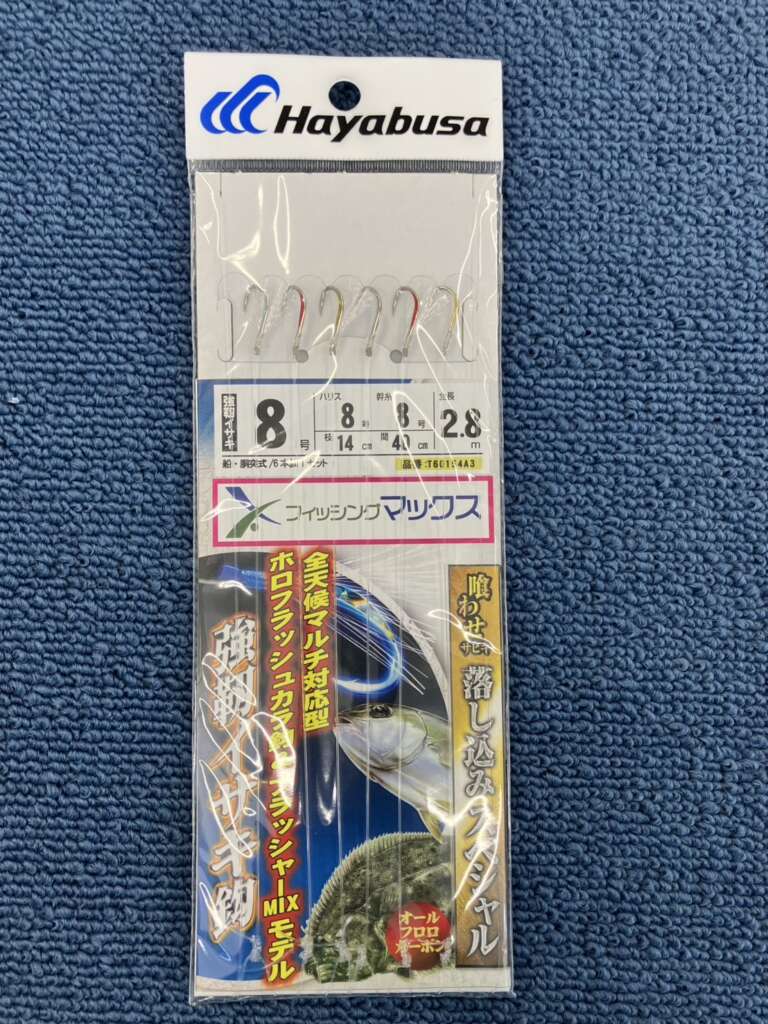 Hayabusa
強靭イサキ
8号
ハリス
8号
幹糸
8号
全長
2.8m
枝
14cm
間
40cm
船・胴突式/6本鈎1セット
フィッシングマックス
喰わせサビキ
落し込みスペシャル
全天候マルチ対応型
ホロフラッシュカラ鈎&フラッシャーMIXモデル
強靭イサキ鈎
オール
フロロ
カーボン